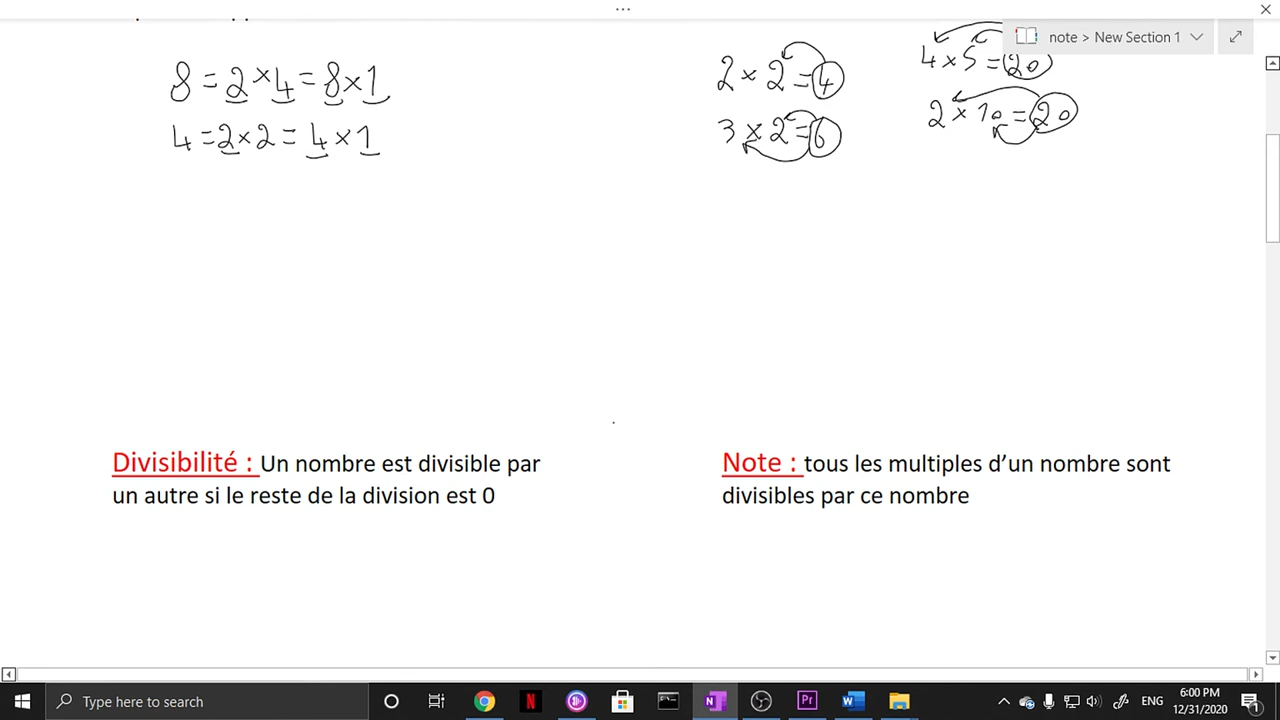 note > New Section 1
8 = 2 × 4 = 8 × 1
4 = 2 × 2 = 4 × 1
2 × 2 = 4
3 × 2 = 6
4 × 5 = 20
2 × 10 = 20
Divisibilité : Un nombre est divisible par
un autre si le reste de la division est 0
Note : tous les multiples d’un nombre sont
divisibles par ce nombre
Type here to search
N
Pr
W
ENG
6:00 PM
12/31/2020
1